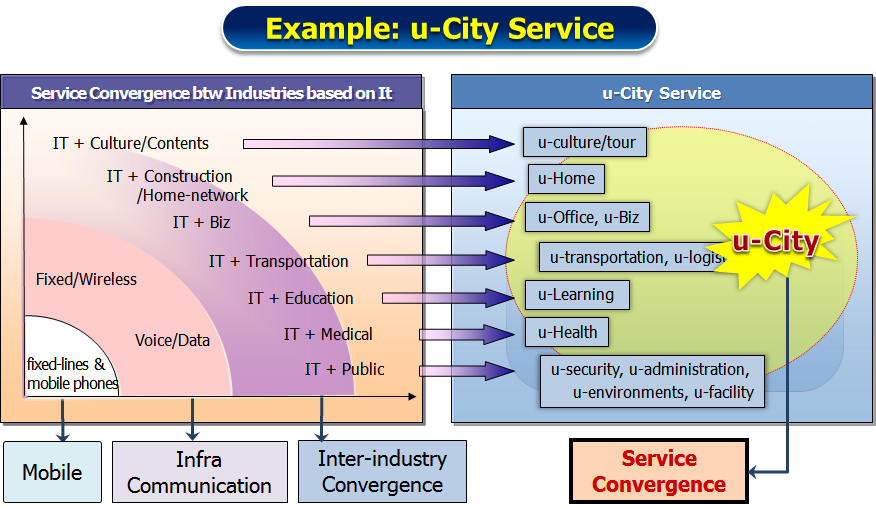 Example: u-City Service
Service Convergence btw Industries based on It
u-City Service
IT + Culture/Contents
u-culture/tour
IT + Construction
/Home-network
u-Home
IT + Biz
u-Office, u-Biz
IT + Transportation
u-transportation, u-logis
u-City
Fixed/Wireless
IT + Education
u-Learning
Voice/Data
IT + Medical
u-Health
fixed-lines &
mobile phones
IT + Public
u-security, u-administration,
u-environments, u-facility
Mobile
Infra
Communication
Inter-industry
Convergence
Service
Convergence